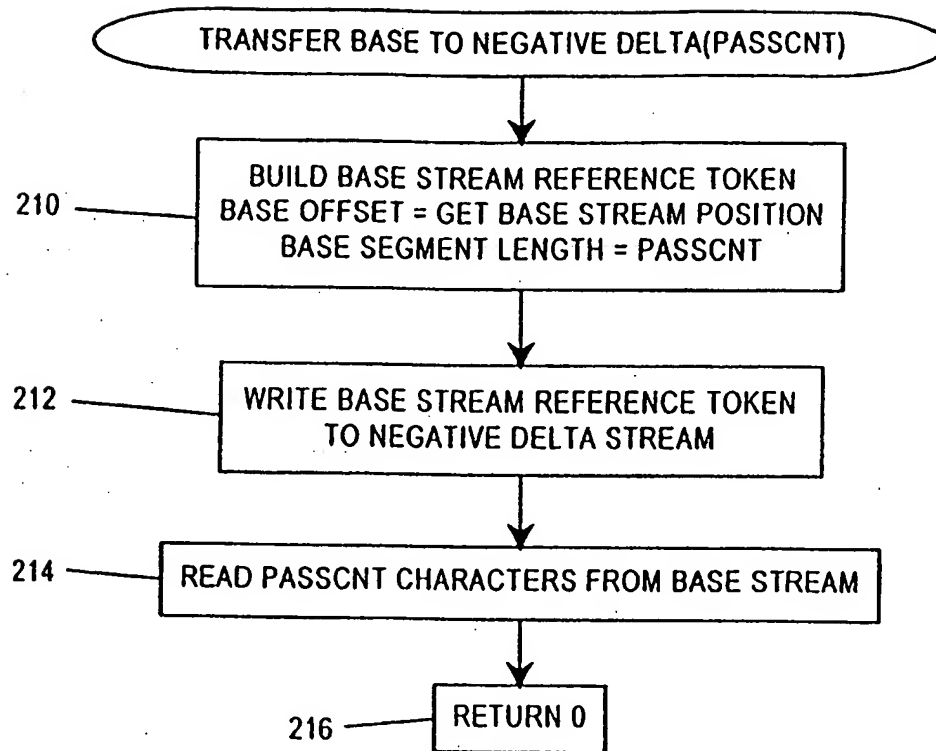 TRANSFER BASE TO NEGATIVE DELTA(PASSCNT)
210
BUILD BASE STREAM REFERENCE TOKEN
BASE OFFSET = GET BASE STREAM POSITION
BASE SEGMENT LENGTH = PASSCNT
212
WRITE BASE STREAM REFERENCE TOKEN
TO NEGATIVE DELTA STREAM
214
READ PASSCNT CHARACTERS FROM BASE STREAM
216
RETURN 0